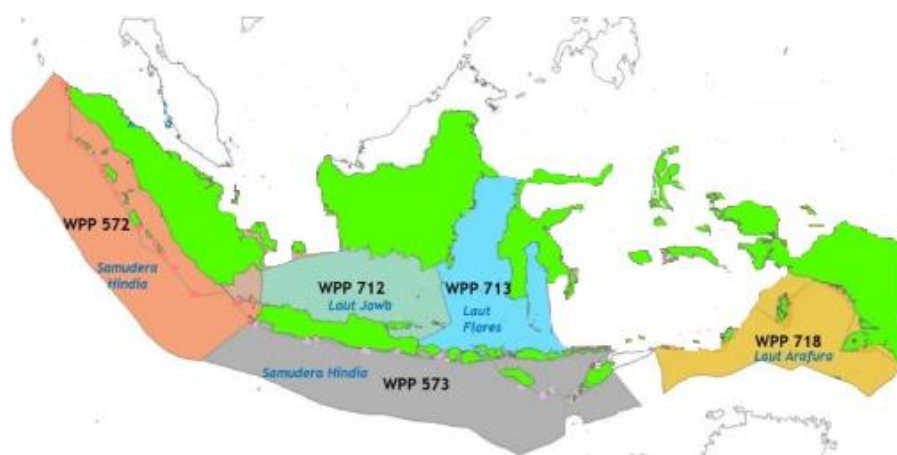 WPP 572
Samudera
Hindia
WPP 712
Laut Jawa
WPP 713
Laut
Flores
WPP 718
Laut Arafura
Samudera Hindia
WPP 573